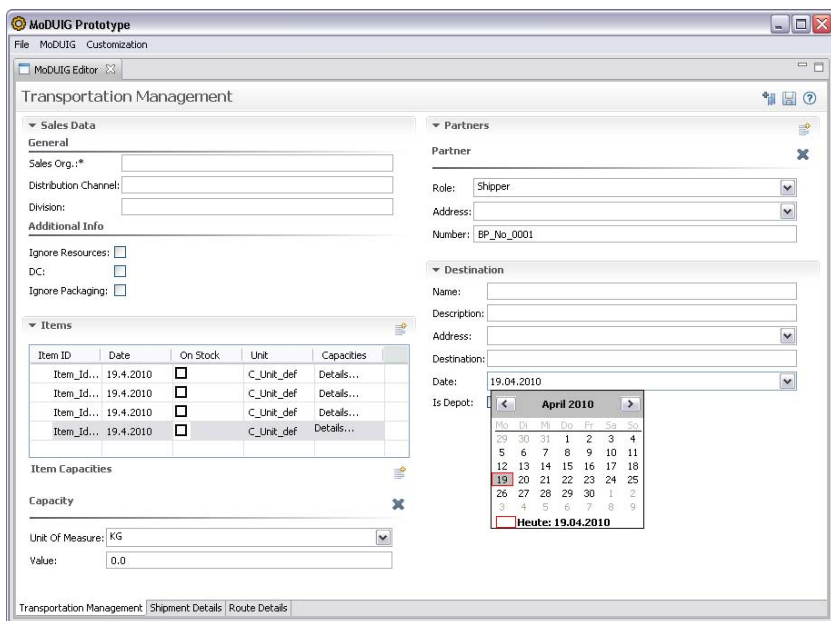 MoDUIG Prototype
File MoDUIG Customization
MoDUIG Editor
Transportation Management
Sales Data
General
Sales Org.:*
Distribution Channel:
Division:
Additional Info
Ignore Resources:
DC:
Ignore Packaging:
Items
Item ID Date On Stock Unit Capacities
Item_Id... 19.4.2010 C_Unit_def Details...
Item_Id... 19.4.2010 C_Unit_def Details...
Item_Id... 19.4.2010 C_Unit_def Details...
Item_Id... 19.4.2010 C_Unit_def Details...
Item Capacities
Capacity
Unit Of Measure: KG
Value: 0.0
Partners
Partner
Role: Shipper
Address:
Number: BP_No_0001
Destination
Name:
Description:
Address:
Destination:
Date: 19.04.2010
Is Depot:
April 2010
Mo Di Mi Do Fr Sa So
29 30 31 1 2 3 4
5 6 7 8 9 10 11
12 13 14 15 16 17 18
19 20 21 22 23 24 25
26 27 28 29 30 1 2
3 4 5 6 7 8 9
Heute: 19.04.2010
Transportation Management Shipment Details Route Details